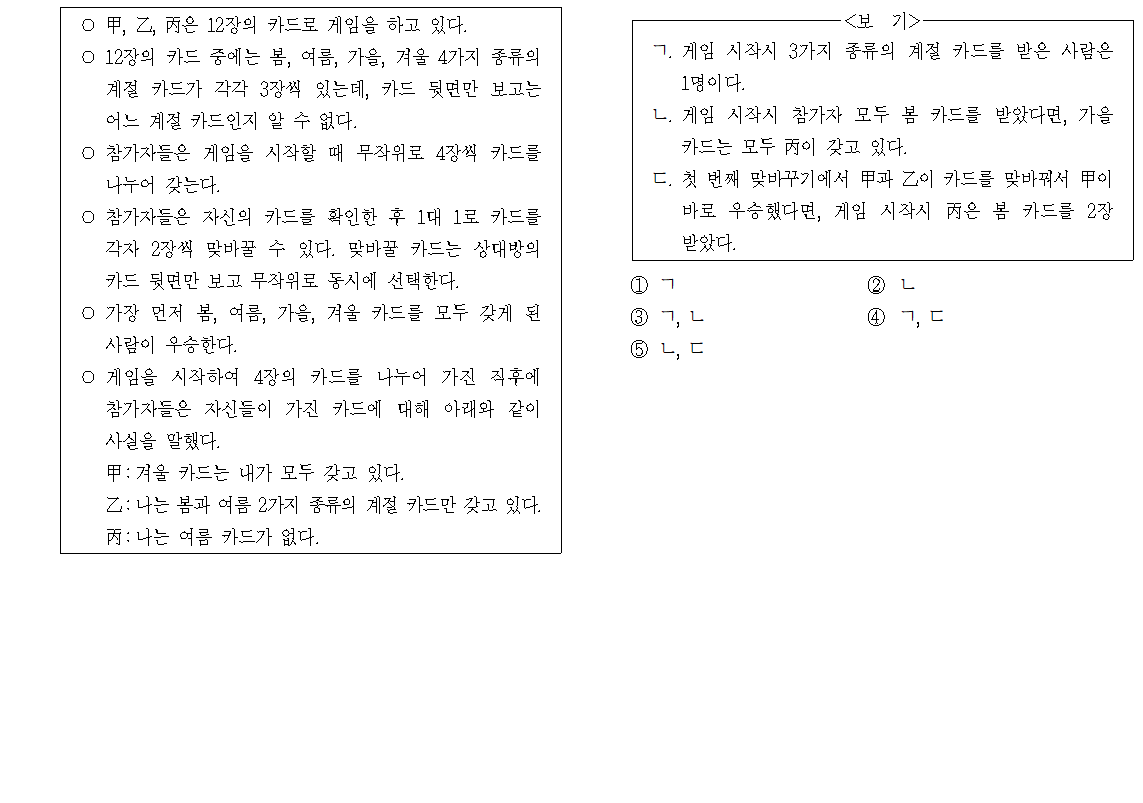 ○ 甲, 乙, 丙은 12장의 카드로 게임을 하고 있다.
○ 12장의 카드 중에는 봄, 여름, 가을, 겨울 4가지 종류의
계절 카드가 각각 3장씩 있는데, 카드 뒷면만 보고는
어느 계절 카드인지 알 수 없다.
○ 참가자들은 게임을 시작할 때 무작위로 4장씩 카드를
나누어 갖는다.
○ 참가자들은 자신의 카드를 확인한 후 1대 1로 카드를
각자 2장씩 맞바꿀 수 있다. 맞바꿀 카드는 상대방의
카드 뒷면만 보고 무작위로 동시에 선택한다.
○ 가장 먼저 봄, 여름, 가을, 겨울 카드를 모두 갖게 된
사람이 우승한다.
○ 게임을 시작하여 4장의 카드를 나누어 가진 직후에
참가자들은 자신들이 가진 카드에 대해 아래와 같이
사실을 말했다.
甲: 겨울 카드는 내가 모두 갖고 있다.
乙: 나는 봄과 여름 2가지 종류의 계절 카드만 갖고 있다.
丙: 나는 여름 카드가 없다.
<보 기>
ㄱ. 게임 시작시 3가지 종류의 계절 카드를 받은 사람은
1명이다.
ㄴ. 게임 시작시 참가자 모두 봄 카드를 받았다면, 가을
카드는 모두 丙이 갖고 있다.
ㄷ. 첫 번째 맞바꾸기에서 甲과 乙이 카드를 맞바꿔서 甲이
바로 우승했다면, 게임 시작시 丙은 봄 카드를 2장
받았다.
① ㄱ ② ㄴ
③ ㄱ, ㄴ ④ ㄱ, ㄷ
⑤ ㄴ, ㄷ